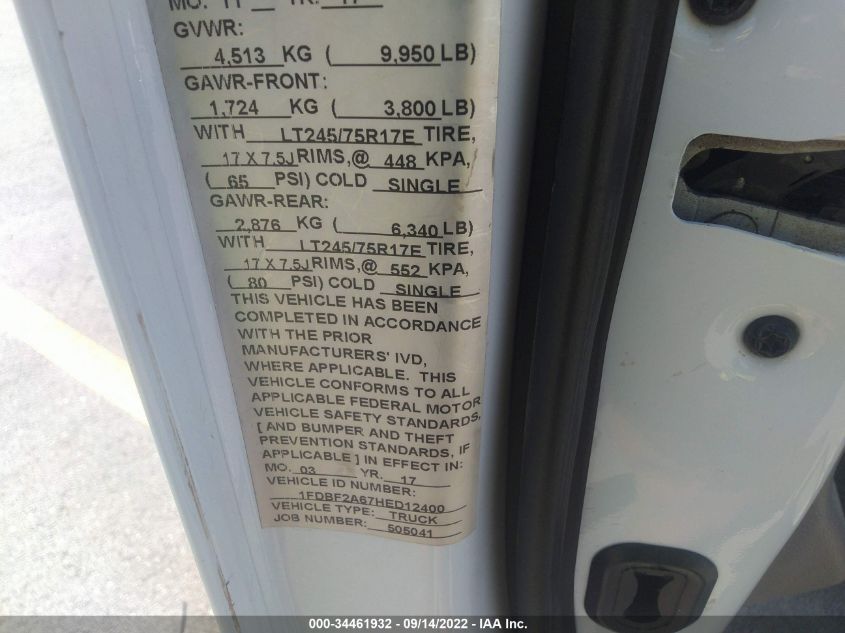 MO. 11 YR. 17
GVWR:
4,513 KG ( 9,950 LB)
GAWR-FRONT:
1,724 KG ( 3,800 LB)
WITH LT245/75R17E TIRE,
17 X 7.5J RIMS,@ 448 KPA,
( 65 PSI) COLD SINGLE
GAWR-REAR:
2,876 KG ( 6,340 LB)
WITH LT245/75R17E TIRE,
17 X 7.5J RIMS,@ 552 KPA,
( 80 PSI) COLD SINGLE
THIS VEHICLE HAS BEEN
COMPLETED IN ACCORDANCE
WITH THE PRIOR
MANUFACTURERS' IVD,
WHERE APPLICABLE. THIS
VEHICLE CONFORMS TO ALL
APPLICABLE FEDERAL MOTOR
VEHICLE SAFETY STANDARDS,
[ AND BUMPER AND THEFT
PREVENTION STANDARDS, IF
APPLICABLE ] IN EFFECT IN:
MO. 03 YR. 17
VEHICLE ID NUMBER:
1FDBF2A67HED12400
VEHICLE TYPE: TRUCK
JOB NUMBER: 505041
000-34461932 - 09/14/2022 - IAA Inc.